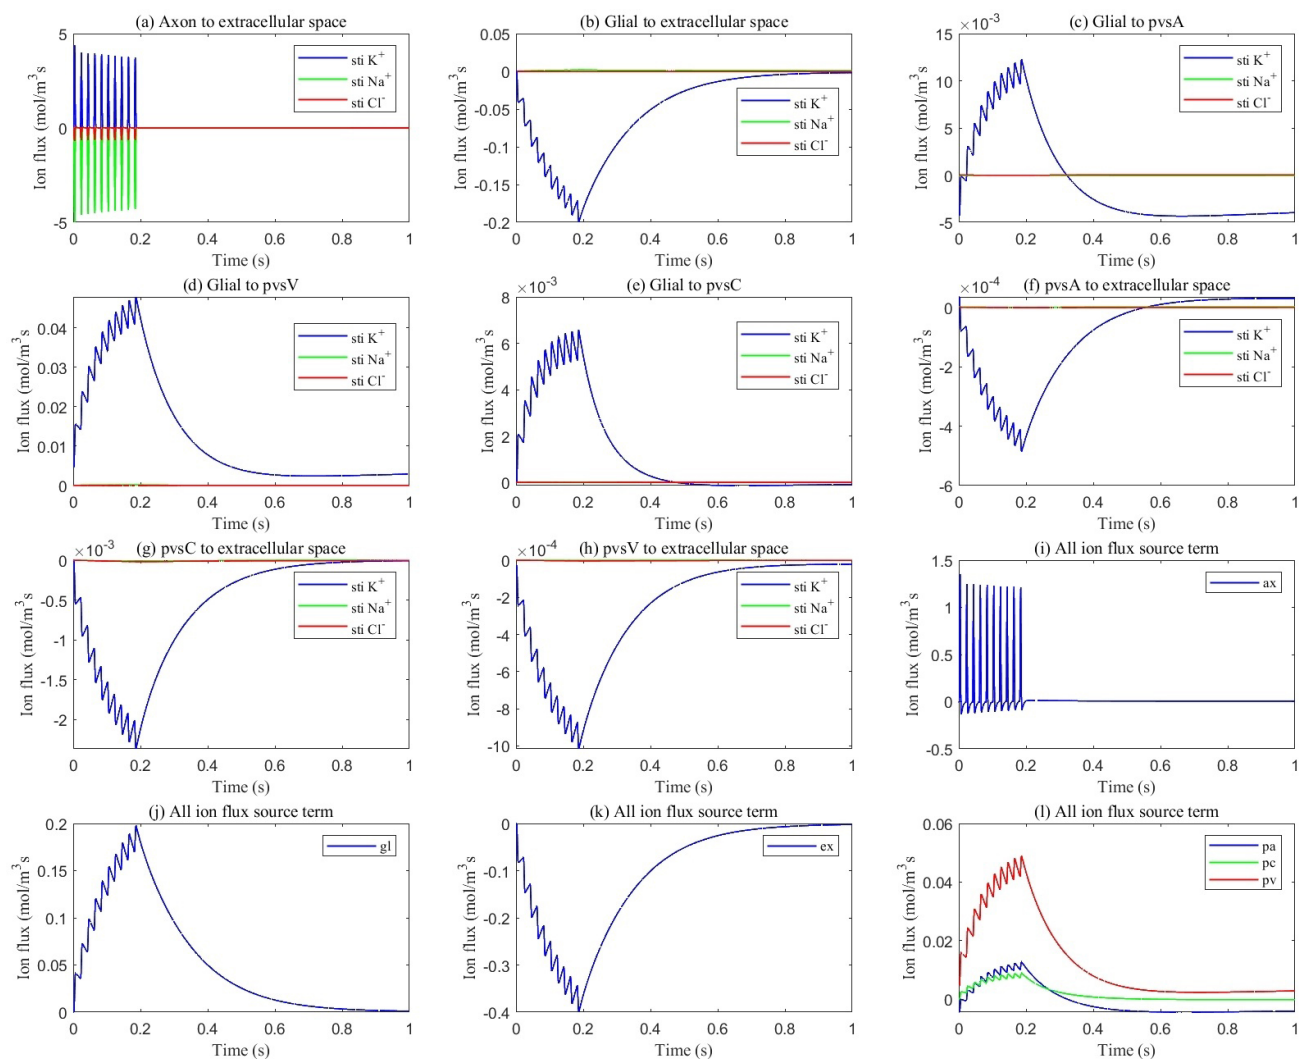 (a) Axon to extracellular space
5
0
-5
Ion flux (mol/m³s
sti K⁺
sti Na⁺
sti Cl⁻
0 0.2 0.4 0.6 0.8 1
Time (s)
(b) Glial to extracellular space
0.05
0
-0.05
-0.1
-0.15
-0.2
Ion flux (mol/m³s
sti K⁺
sti Na⁺
sti Cl⁻
0 0.2 0.4 0.6 0.8 1
Time (s)
×10⁻³
(c) Glial to pvsA
15
10
5
0
-5
Ion flux (mol/m³s
sti K⁺
sti Na⁺
sti Cl⁻
0 0.2 0.4 0.6 0.8 1
Time (s)
(d) Glial to pvsV
0.04
0.03
0.02
0.01
0
Ion flux (mol/m³s
sti K⁺
sti Na⁺
sti Cl⁻
0 0.2 0.4 0.6 0.8 1
Time (s)
×10⁻³
(e) Glial to pvsC
8
6
4
2
0
Ion flux (mol/m³s
sti K⁺
sti Na⁺
sti Cl⁻
0 0.2 0.4 0.6 0.8 1
Time (s)
×10⁻⁴
(f) pvsA to extracellular space
0
-2
-4
-6
Ion flux (mol/m³s
sti K⁺
sti Na⁺
sti Cl⁻
0 0.2 0.4 0.6 0.8 1
Time (s)
×10⁻³
(g) pvsC to extracellular space
0
-0.5
-1
-1.5
-2
Ion flux (mol/m³s
sti K⁺
sti Na⁺
sti Cl⁻
0 0.2 0.4 0.6 0.8 1
Time (s)
×10⁻⁴
(h) pvsV to extracellular space
0
-2
-4
-6
-8
-10
Ion flux (mol/m³s
sti K⁺
sti Na⁺
sti Cl⁻
0 0.2 0.4 0.6 0.8 1
Time (s)
(i) All ion flux source term
1.5
1
0.5
0
-0.5
Ion flux (mol/m³s
ax
0 0.2 0.4 0.6 0.8 1
Time (s)
(j) All ion flux source term
0.2
0.15
0.1
0.05
0
Ion flux (mol/m³s
gl
0 0.2 0.4 0.6 0.8 1
Time (s)
(k) All ion flux source term
0
-0.1
-0.2
-0.3
-0.4
Ion flux (mol/m³s
ex
0 0.2 0.4 0.6 0.8 1
Time (s)
(l) All ion flux source term
0.06
0.04
0.02
0
Ion flux (mol/m³s
pa
pc
pv
0 0.2 0.4 0.6 0.8 1
Time (s)